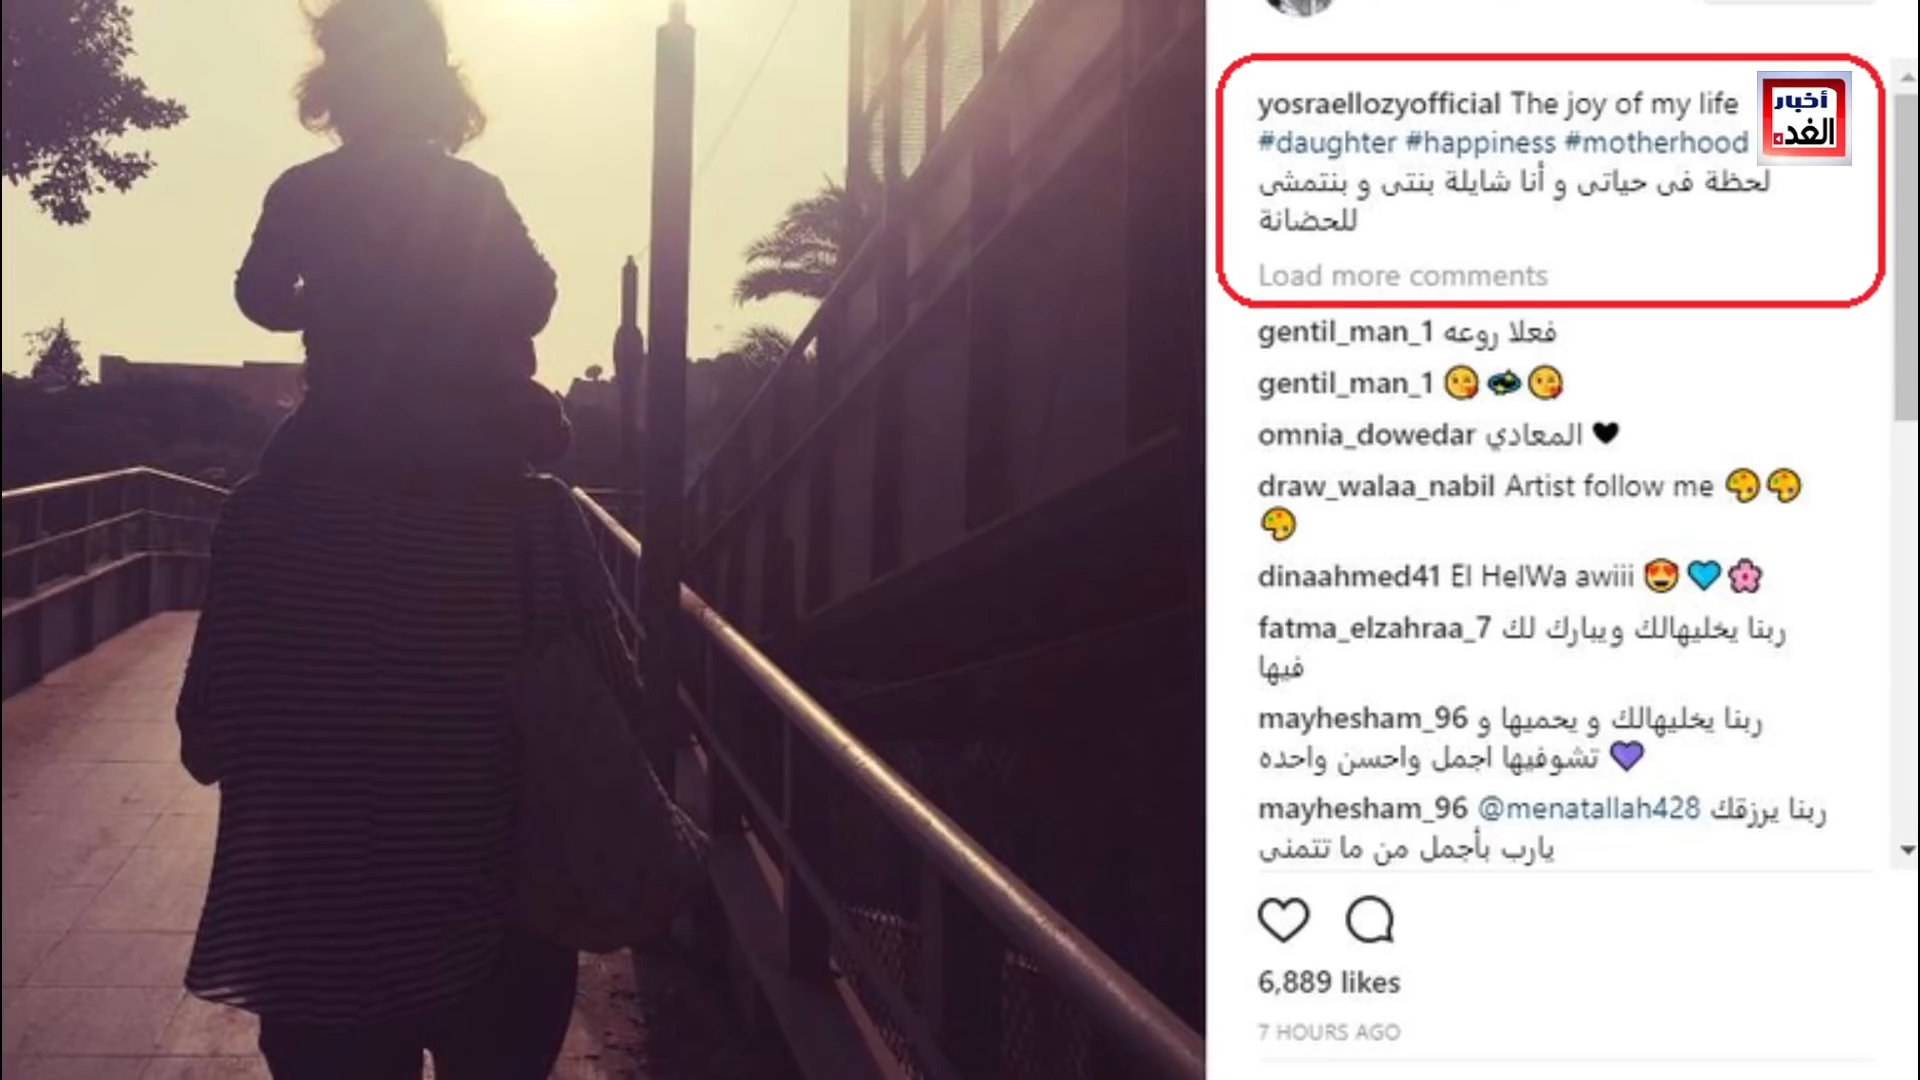 yosraellozyofficial The joy of my life
#daughter #happiness #motherhood
لحظة فى حياتى و أنا شايلة بنتى و بنتمشى
للحضانة
Load more comments
أخبار
الغد
gentil_man_1 فعلا روعه
gentil_man_1 😘 😘
omnia_dowedar المعادي 🖤
draw_walaa_nabil Artist follow me 🎨🎨
🎨
dinaahmed41 El HelWa awiii 😍💙🌸
fatma_elzahraa_7 ربنا يخليهالك ويبارك لك
فيها
mayhesham_96 ربنا يخليهالك و يحميها و
تشوفيها اجمل واحسن واحده 💜
mayhesham_96 @menatallah428 ربنا يرزقك
يارب بأجمل من ما تتمنى
6,889 likes
7 HOURS AGO